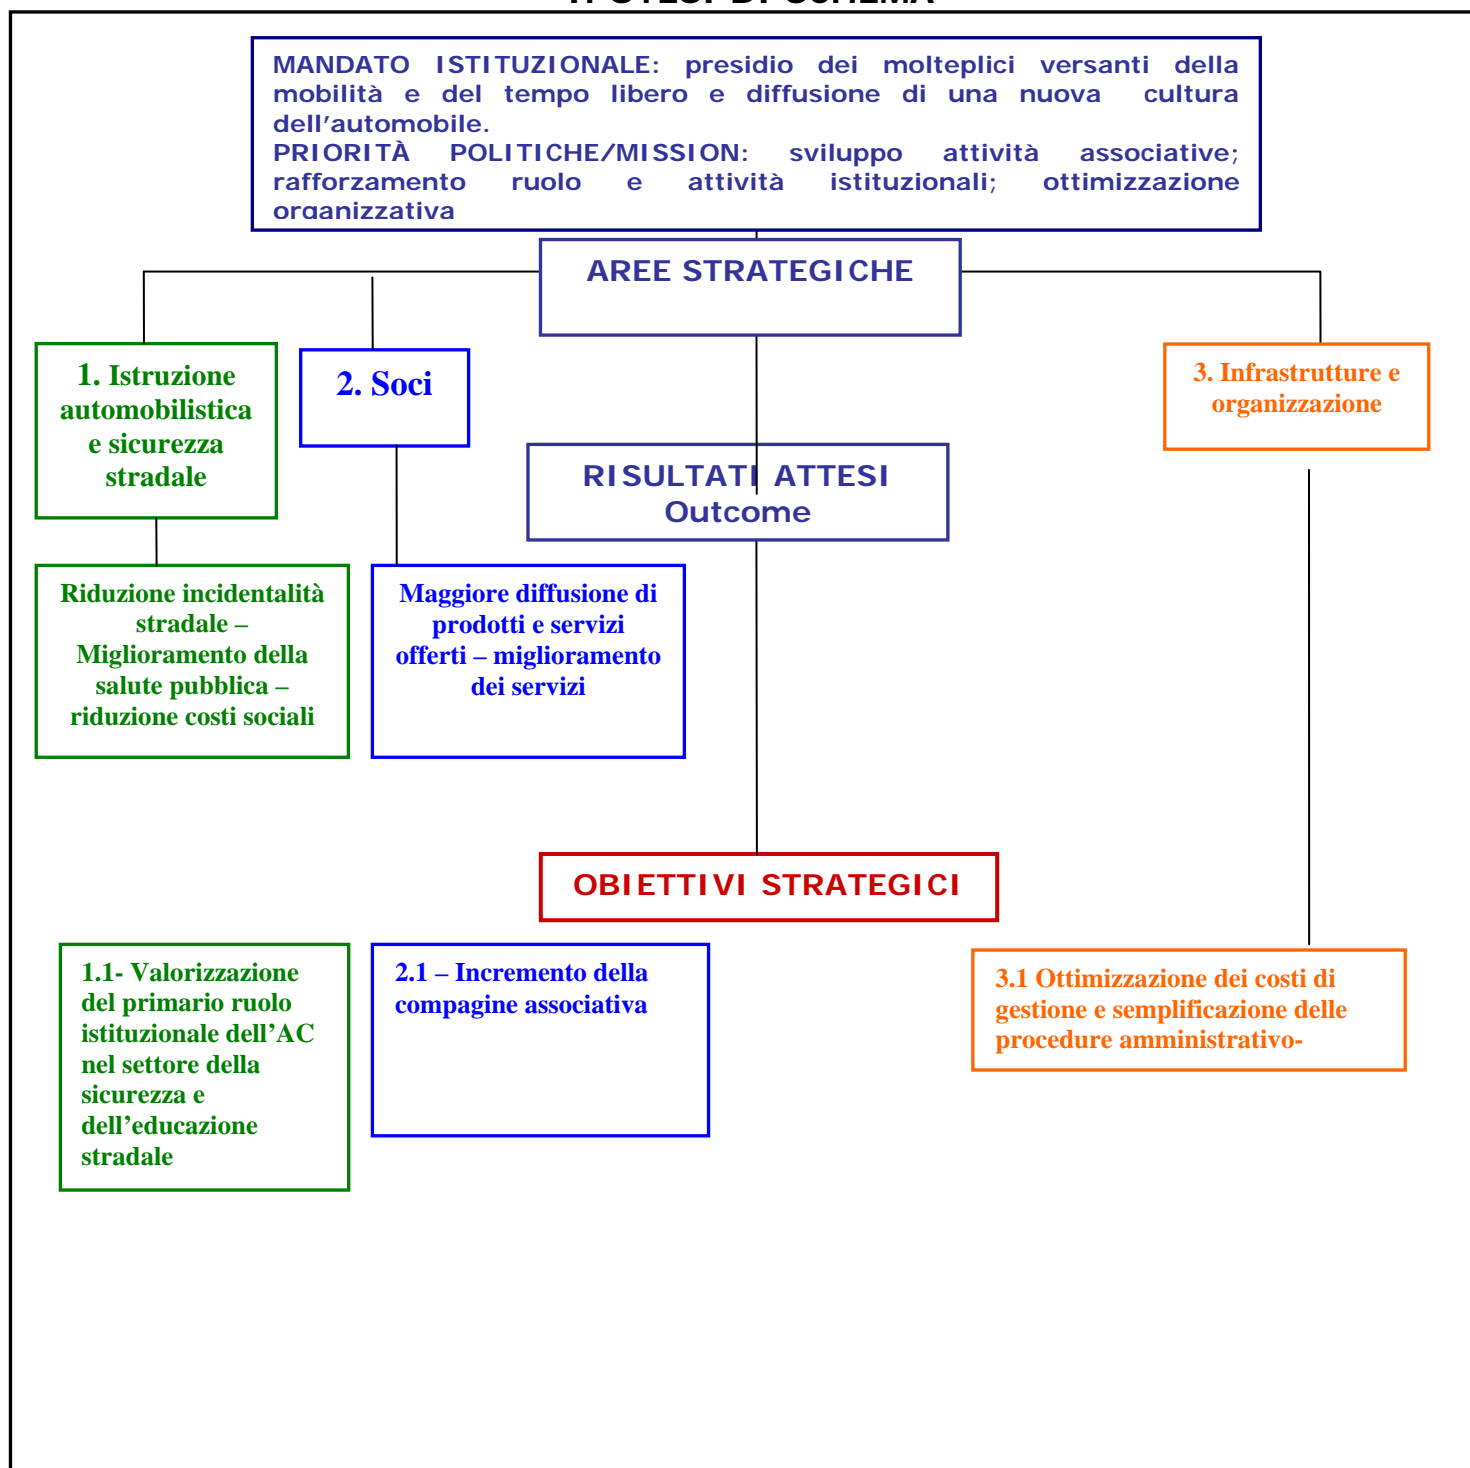 IPOTESI DI SCHEMA
MANDATO ISTITUZIONALE: presidio dei molteplici versanti della
mobilità e del tempo libero e diffusione di una nuova cultura
dell'automobile.
PRIORITÀ POLITICHE/MISSION: sviluppo attività associative;
rafforzamento ruolo e attività istituzionali; ottimizzazione
organizzativa
AREE STRATEGICHE
1. Istruzione
automobilistica
e sicurezza
stradale
2. Soci
3. Infrastrutture e
organizzazione
RISULTATI ATTESI
Outcome
Riduzione incidentalità
stradale –
Miglioramento della
salute pubblica –
riduzione costi sociali
Maggiore diffusione di
prodotti e servizi
offerti – miglioramento
dei servizi
OBIETTIVI STRATEGICI
1.1- Valorizzazione
del primario ruolo
istituzionale dell'AC
nel settore della
sicurezza e
dell'educazione
stradale
2.1 – Incremento della
compagine associativa
3.1 Ottimizzazione dei costi di
gestione e semplificazione delle
procedure amministrativo-